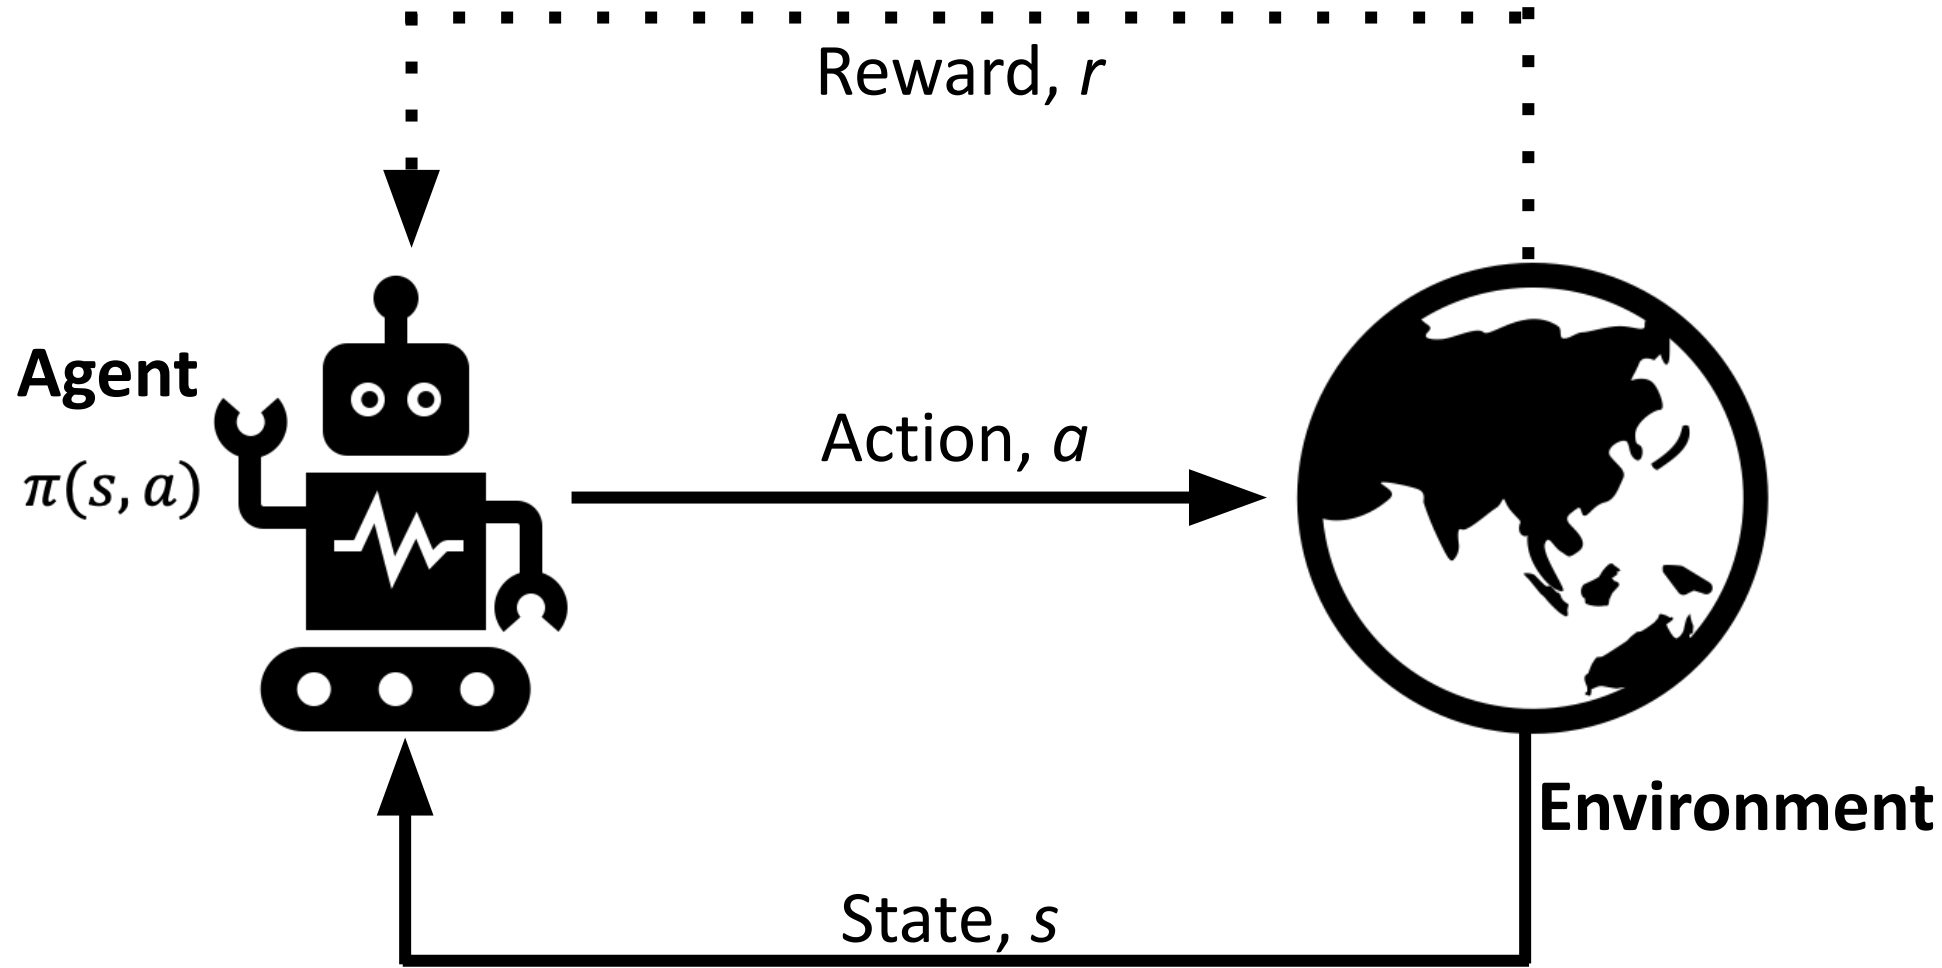 Reward, r
Agent
π(s, a)
Action, a
Environment
State, s